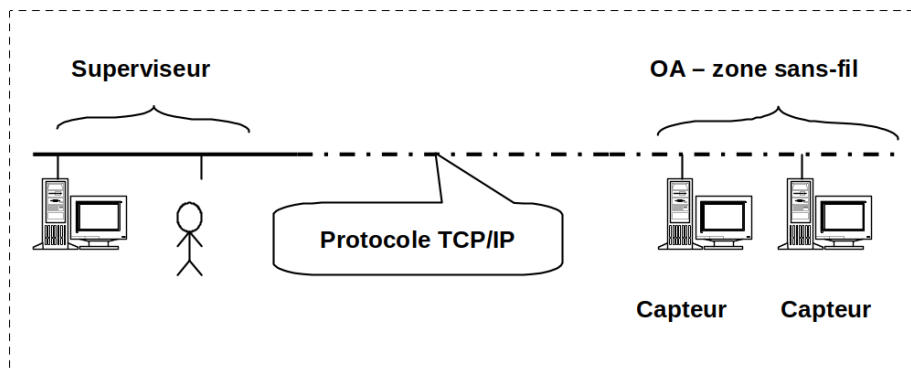 Superviseur
OA – zone sans-fil
Protocole TCP/IP
Capteur
Capteur